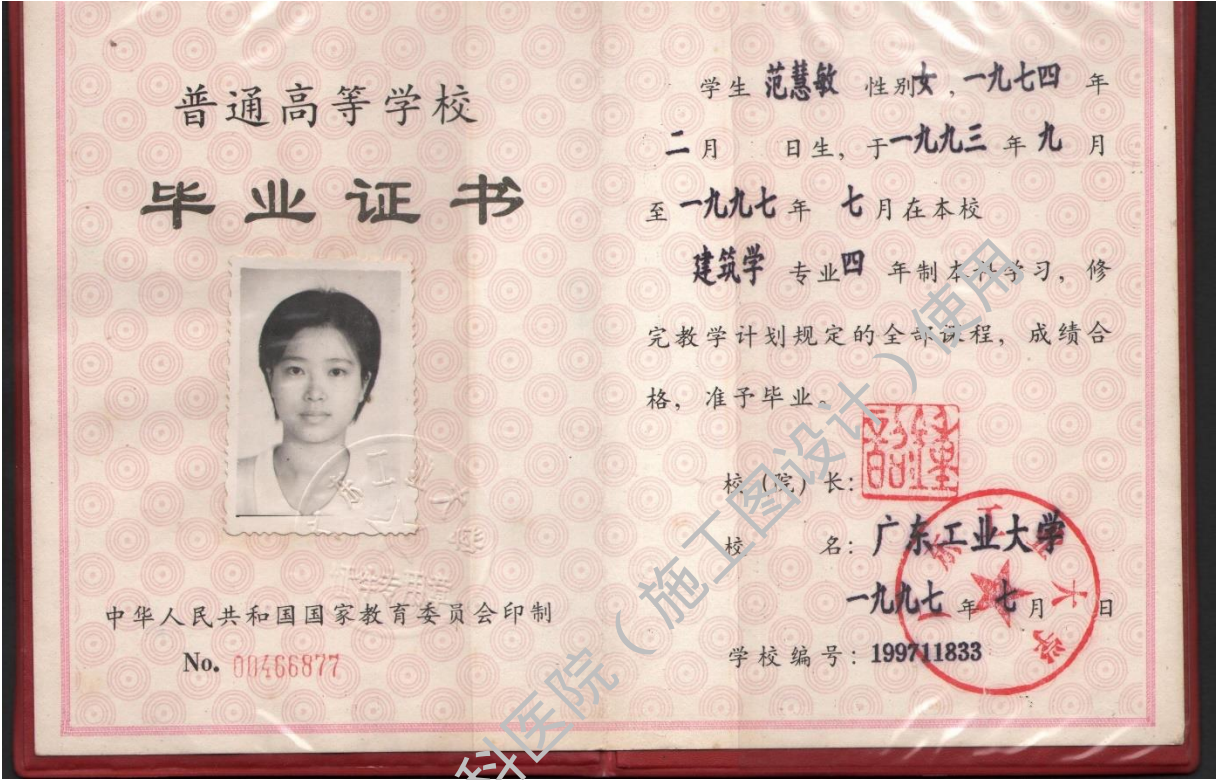 普通高等学校
毕业证书
中华人民共和国国家教育委员会印制
No. 00466877
学生 范慧敏 性别女，一九七四 年
二月 日生，于一九九三 年 九 月
至 一九九七 年 七 月在本校
建筑学 专业四 年制本科学习，修
完教学计划规定的全部课程，成绩合
格，准予毕业。
校（院）长：
校 名：广东工业大学
一九九七 年 七 月 日
学校编号：199711833
科医院（施工图设计）使用